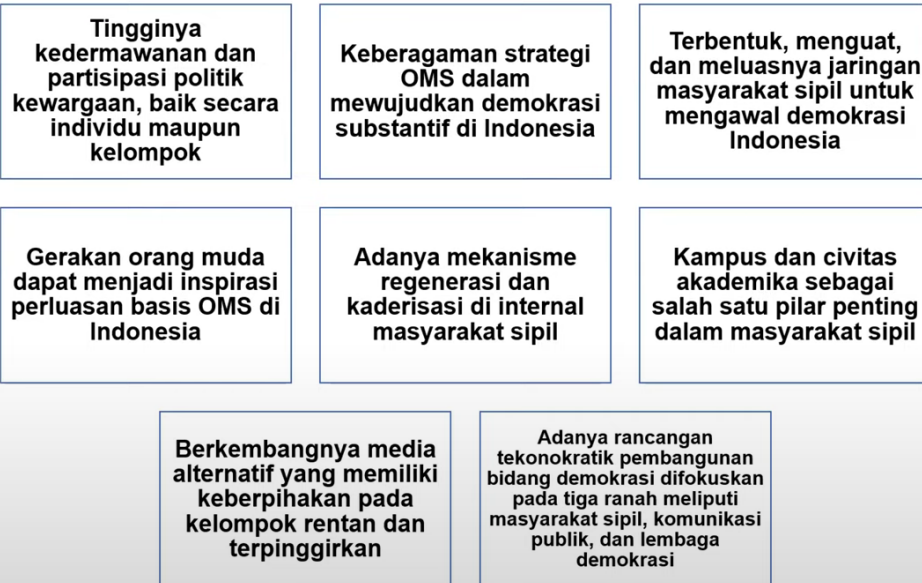 Tingginya
kedermawanan dan
partisipasi politik
kewargaan, baik secara
individu maupun
kelompok
Keberagaman strategi
OMS dalam
mewujudkan demokrasi
substantif di Indonesia
Terbentuk, menguat,
dan meluasnya jaringan
masyarakat sipil untuk
mengawal demokrasi
Indonesia
Gerakan orang muda
dapat menjadi inspirasi
perluasan basis OMS di
Indonesia
Adanya mekanisme
regenerasi dan
kaderisasi di internal
masyarakat sipil
Kampus dan civitas
akademika sebagai
salah satu pilar penting
dalam masyarakat sipil
Berkembangnya media
alternatif yang memiliki
keberpihakan pada
kelompok rentan dan
terpinggirkan
Adanya rancangan
tekonokratik pembangunan
bidang demokrasi difokuskan
pada tiga ranah meliputi
masyarakat sipil, komunikasi
publik, dan lembaga
demokrasi